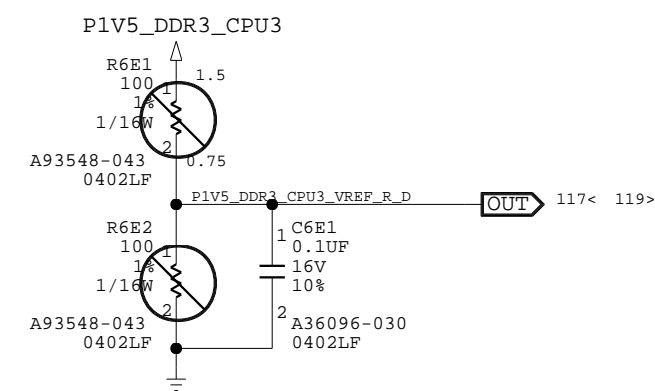 P1V5_DDR3_CPU3
R6E1
1.5
100
1
1%
1/16W
2
A93548-043
0.75
0402LF
P1V5_DDR3_CPU3_VREF_R_D
OUT 117< 119>
R6E2
1 C6E1
100
1
0.1UF
1%
16V
1/16W
10%
2
2
A93548-043
A36096-030
0402LF
0402LF